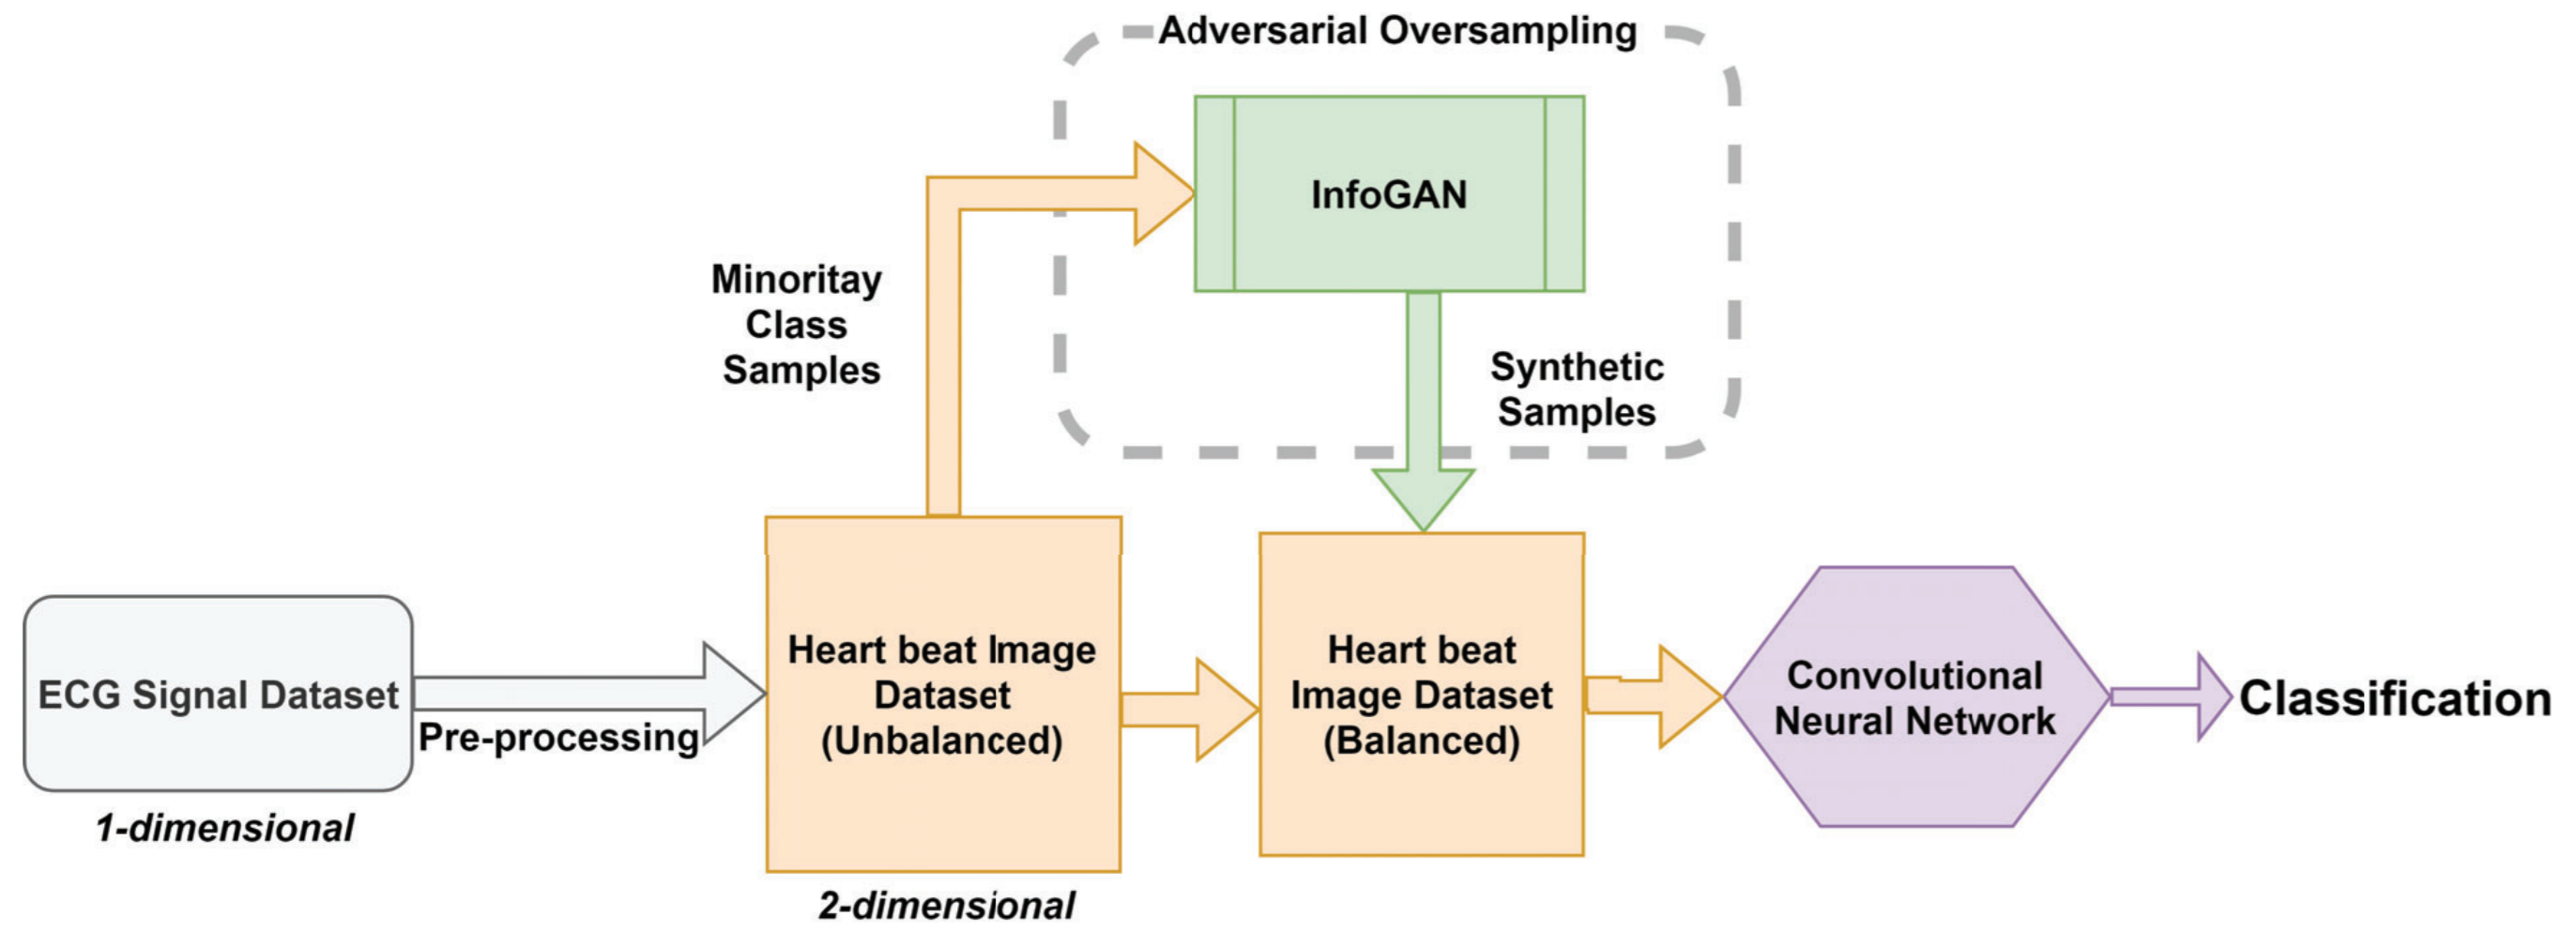 Adversarial Oversampling
InfoGAN
Minoritay
Class
Samples
Synthetic
Samples
ECG Signal Dataset
Pre-processing
1-dimensional
Heart beat Image
Dataset
(Unbalanced)
2-dimensional
Heart beat
Image Dataset
(Balanced)
Convolutional
Neural Network
Classification